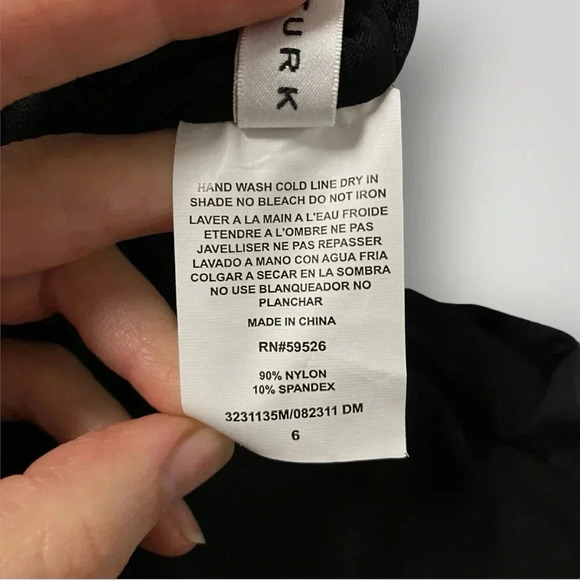 TURK
HAND WASH COLD LINE DRY IN
SHADE NO BLEACH DO NOT IRON
LAVER A LA MAIN A L'EAU FROIDE
ETENDRE A L'OMBRE NE PAS
JAVELLISER NE PAS REPASSER
LAVADO A MANO CON AGUA FRIA
COLGAR A SECAR EN LA SOMBRA
NO USE BLANQUEADOR NO
PLANCHAR
MADE IN CHINA
RN#59526
90% NYLON
10% SPANDEX
3231135M/082311 DM
6